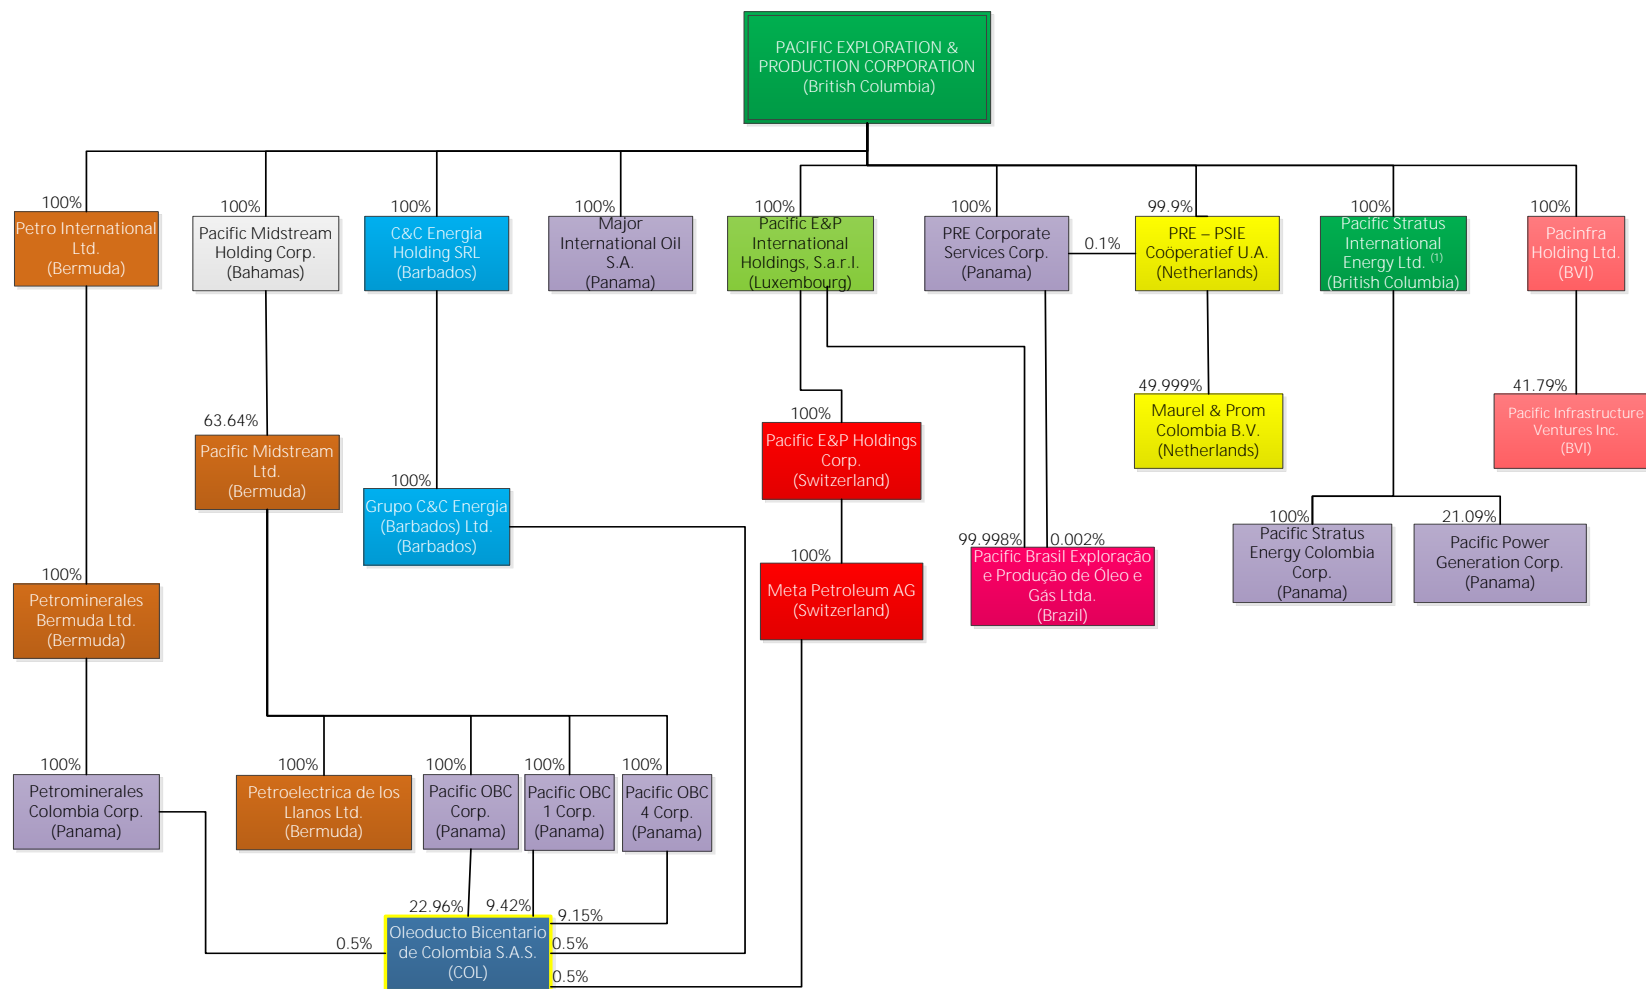 PACIFIC EXPLORATION &
PRODUCTION CORPORATION
(British Columbia)
100%
Petro International
Ltd.
(Bermuda)
100%
Pacific Midstream
Holding Corp.
(Bahamas)
100%
C&C Energia
Holding SRL
(Barbados)
100%
Major
International Oil
S.A.
(Panama)
100%
Pacific E&P
International
Holdings, S.a.r.l.
(Luxembourg)
100%
PRE Corporate
Services Corp.
(Panama)
0.1%
99.9%
PRE – PSIE
Coöperatief U.A.
(Netherlands)
100%
Pacific Stratus
International
Energy Ltd. (1)
(British Columbia)
100%
Pacinfra
Holding Ltd.
(BVI)
63.64%
Pacific Midstream
Ltd.
(Bermuda)
100%
Grupo C&C Energia
(Barbados) Ltd.
(Barbados)
100%
Pacific E&P Holdings
Corp.
(Switzerland)
49.999%
Maurel & Prom
Colombia B.V.
(Netherlands)
41.79%
Pacific Infrastructure
Ventures Inc.
(BVI)
100%
Meta Petroleum AG
(Switzerland)
99.998%
0.002%
Pacific Brasil Exploração
e Produção de Óleo e
Gás Ltda.
(Brazil)
100%
Pacific Stratus
Energy Colombia
Corp.
(Panama)
21.09%
Pacific Power
Generation Corp.
(Panama)
100%
Petrominerales
Bermuda Ltd.
(Bermuda)
100%
Petrominerales
Colombia Corp.
(Panama)
100%
Petroelectrica de los
Llanos Ltd.
(Bermuda)
100%
Pacific OBC
Corp.
(Panama)
100%
Pacific OBC
1 Corp.
(Panama)
100%
Pacific OBC
4 Corp.
(Panama)
22.96%
9.42%
9.15%
0.5%
0.5%
0.5%
Oleoducto Bicentario
de Colombia S.A.S.
(COL)